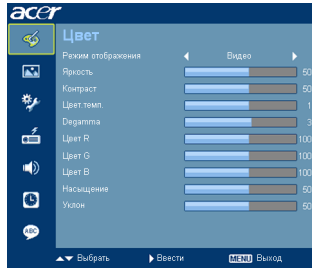 acer
Цвет
Режим отображения Видео
Яркость 50
Контраст 50
Цвет.темп. 1
Degamma 3
Цвет R 100
Цвет G 100
Цвет B 100
Насыщение 50
Уклон 50
ABC
Выбрать Ввести MENU Выход